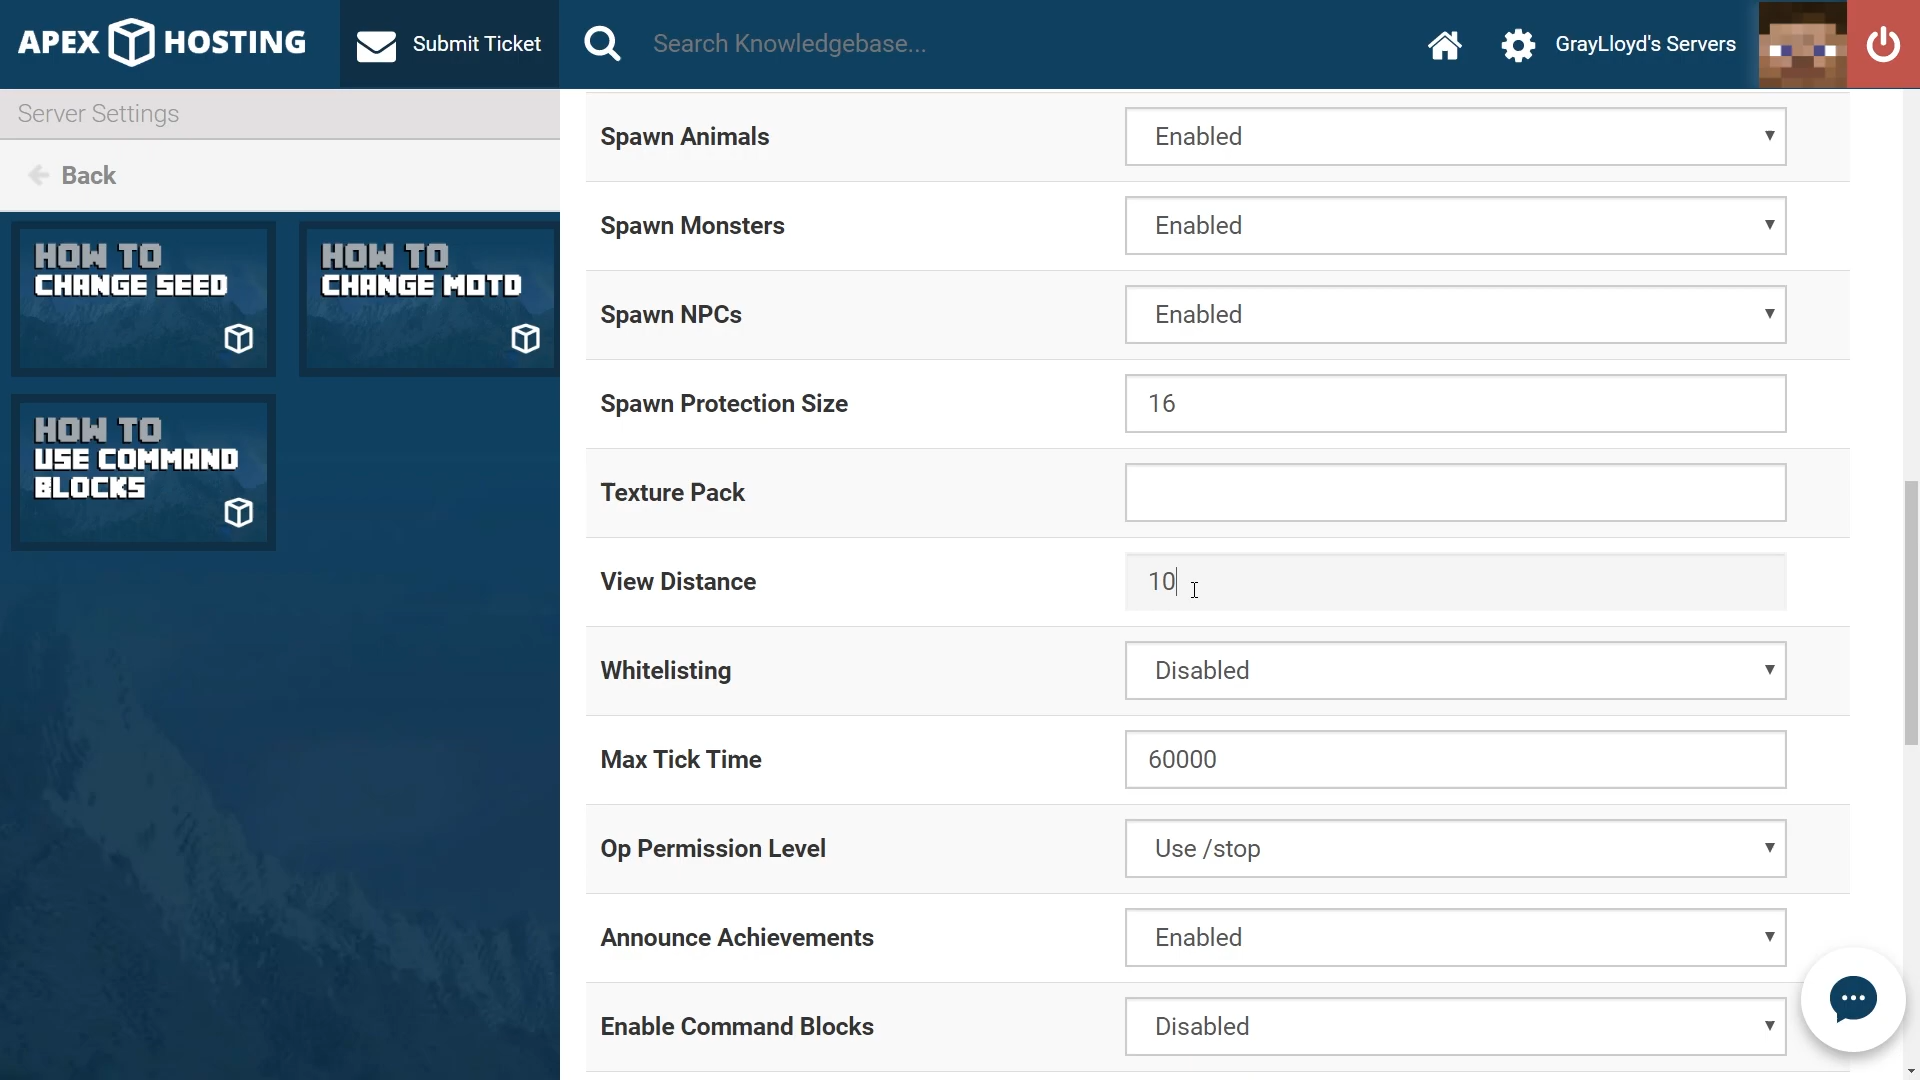 APEX HOSTING
Submit Ticket
Search Knowledgebase...
GrayLloyd's Servers
Server Settings
Back
HOW TO
CHANGE SEED
HOW TO
CHANGE MOTD
HOW TO
USE COMMAND
BLOCKS
Spawn Animals
Enabled
Spawn Monsters
Enabled
Spawn NPCs
Enabled
Spawn Protection Size
16
Texture Pack
View Distance
10
Whitelisting
Disabled
Max Tick Time
60000
Op Permission Level
Use /stop
Announce Achievements
Enabled
Enable Command Blocks
Disabled